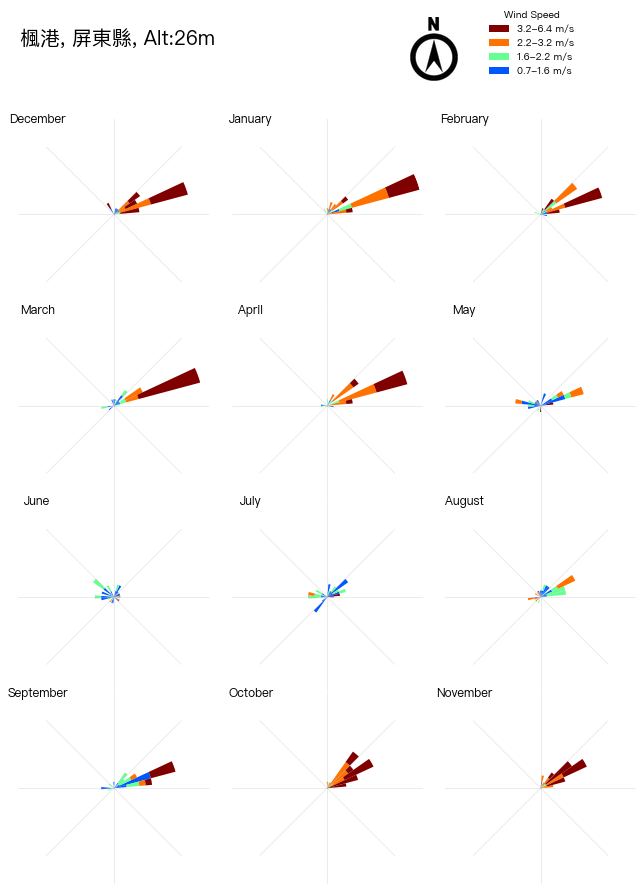 楓港, 屏東縣, Alt:26m
N
Wind Speed
3.2–6.4 m/s
2.2–3.2 m/s
1.6–2.2 m/s
0.7–1.6 m/s
December
January
February
March
April
May
June
July
August
September
October
November